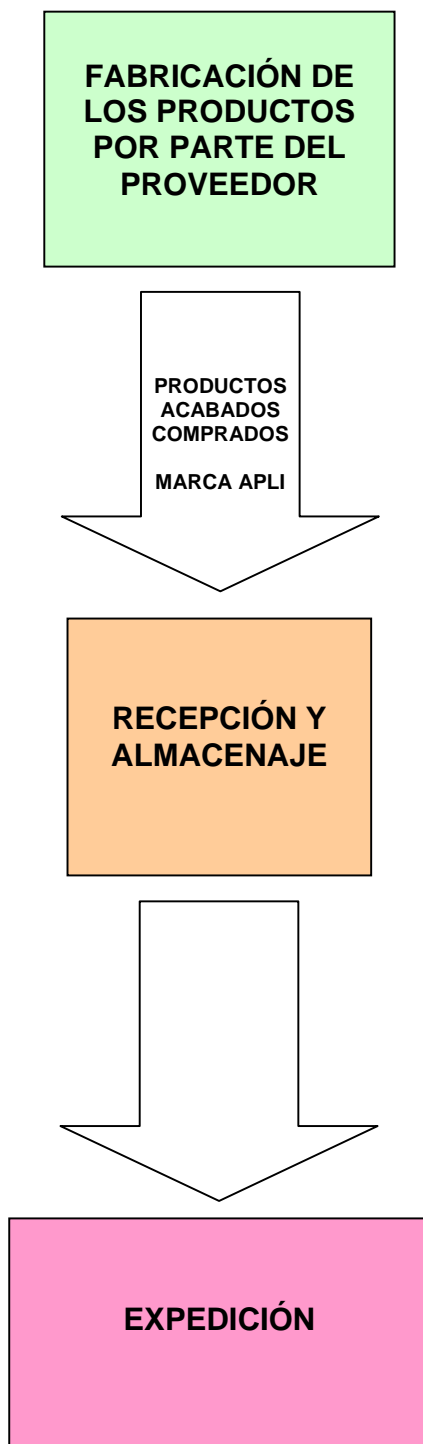 FABRICACIÓN DE
LOS PRODUCTOS
POR PARTE DEL
PROVEEDOR
PRODUCTOS
ACABADOS
COMPRADOS
MARCA APLI
RECEPCIÓN Y
ALMACENAJE
EXPEDICIÓN